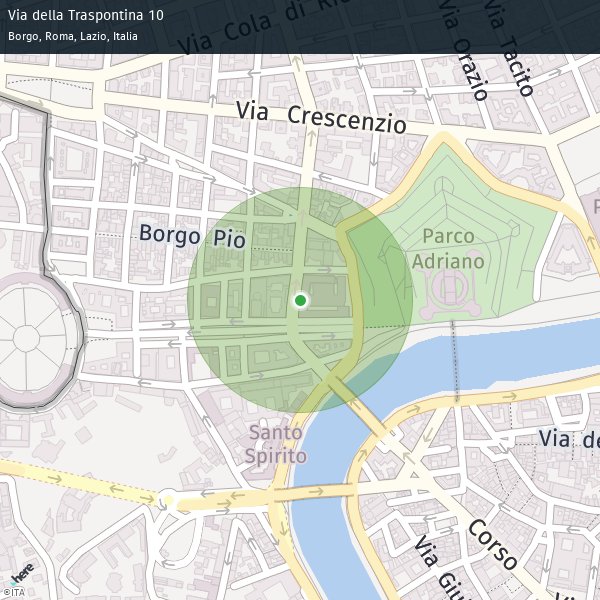 Via della Traspontina 10
Borgo, Roma, Lazio, Italia
Via Cola di Ri
Via Orazio
Via Tacito
Via Crescenzio
Borgo Pio
Parco
Adriano
Santo
Spirito
Via de
Corso
Via Giu
here
©ITA